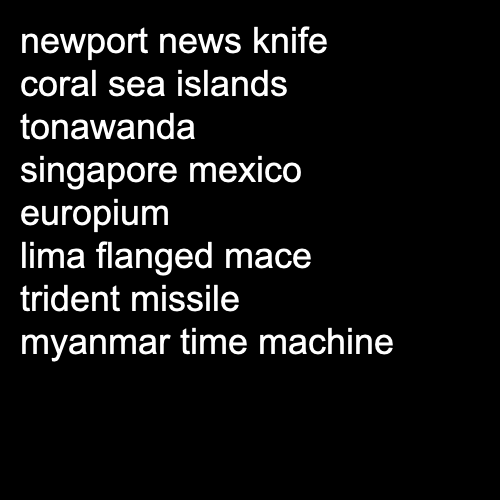 newport news knife
coral sea islands
tonawanda
singapore mexico
europium
lima flanged mace
trident missile
myanmar time machine